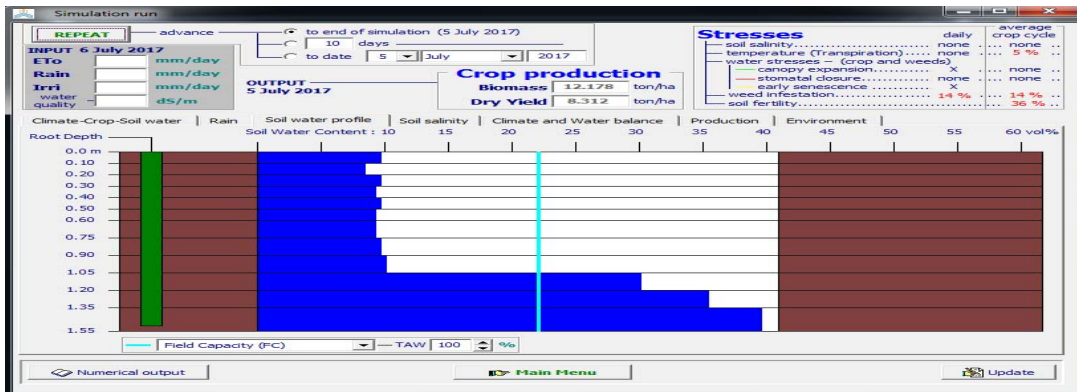 Simulation run
REPEAT advance to end of simulation (5 July 2017)
10 days
to date 5 July 2017
INPUT 6 July 2017
ETo mm/day
Rain mm/day
Irri mm/day
water quality dS/m
OUTPUT
5 July 2017
Crop production
Biomass 12.178 ton/ha
Dry Yield 8.312 ton/ha
Stresses daily average crop cycle
soil salinity.................. none .... none ..
temperature (Transpiration).... none .... 5 % ..
water stresses - (crop and weeds)
canopy expansion............ X .... ..
stomatal closure............ none .... none ..
early senescence ........... X .... ..
weed infestation............... 14 % .... 14 % ..
soil fertility................. 36 % ..
Climate-Crop-Soil water | Rain | Soil water profile | Soil salinity | Climate and Water balance | Production | Environment |
Root Depth Soil Water Content : 10 15 20 25 30 35 40 45 50 55 60 vol%
0.0 m
0.10
0.20
0.30
0.40
0.50
0.60
0.75
0.90
1.05
1.20
1.35
1.55
Field Capacity (FC) TAW 100 %
Numerical output Main Menu Update